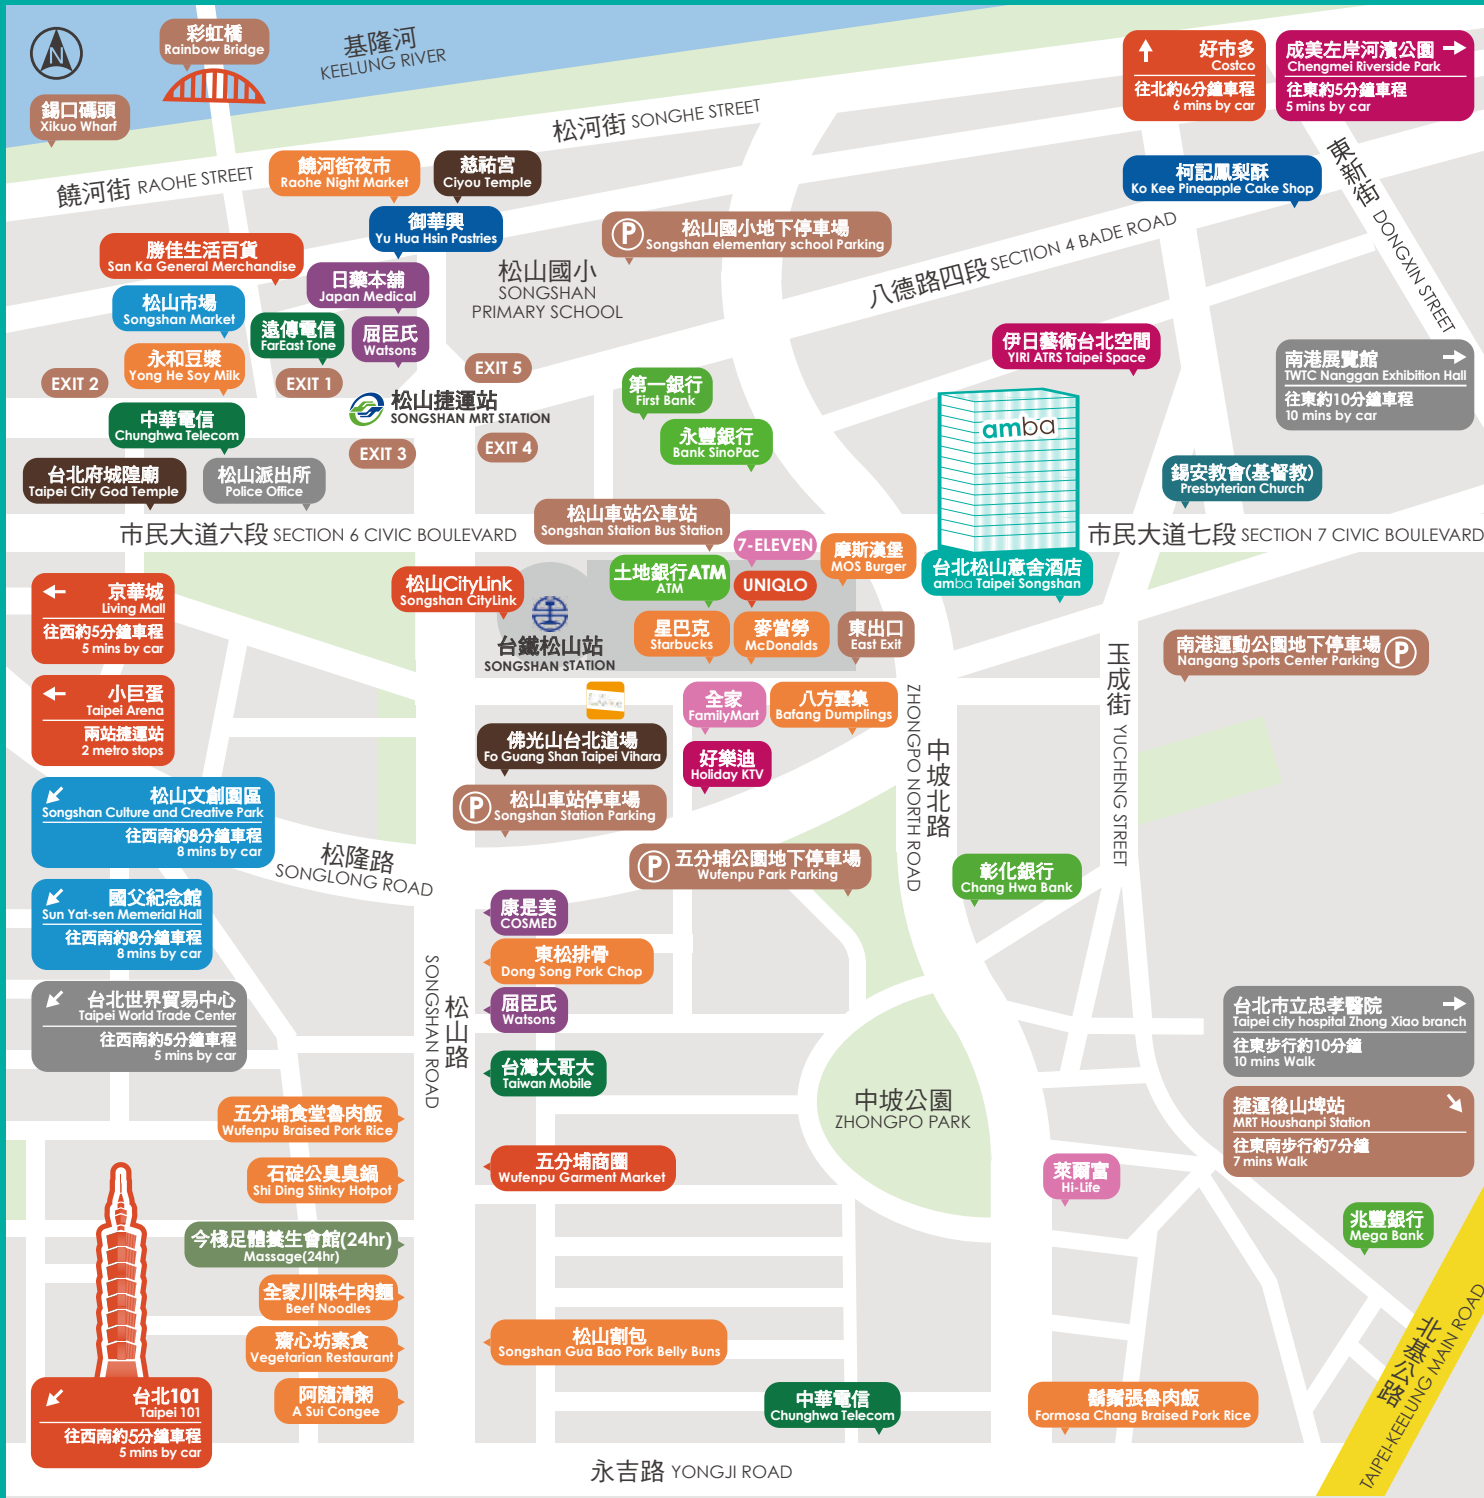 N
彩虹橋
Rainbow Bridge
基隆河
KEELUNG RIVER
好市多
Costco
往北約6分鐘車程
6 mins by car
成美左岸河濱公園
Chengmei Riverside Park
往東約5分鐘車程
5 mins by car
錫口碼頭
Xikuo Wharf
松河街 SONGHE STREET
饒河街 RAOHE STREET
饒河街夜市
Raohe Night Market
慈祐宮
Ciyou Temple
東新街 DONGXIN STREET
柯記鳳梨酥
Ko Kee Pineapple Cake Shop
御華興
Yu Hua Hsin Pastries
P
松山國小地下停車場
Songshan elementary school Parking
勝佳生活百貨
San Ka General Merchandise
八德路四段 SECTION 4 BADE ROAD
日藥本舖
Japan Medical
松山國小
SONGSHAN
PRIMARY SCHOOL
松山市場
Songshan Market
遠傳電信
FarEast Tone
屈臣氏
Watsons
伊日藝術台北空間
YIRI ATRS Taipei Space
永和豆漿
Yong He Soy Milk
南港展覽館
TWTC Nanggan Exhibition Hall
往東約10分鐘車程
10 mins by car
EXIT 2
EXIT 1
EXIT 5
第一銀行
First Bank
松山捷運站
SONGSHAN MRT STATION
中華電信
Chunghwa Telecom
amba
永豐銀行
Bank SinoPac
EXIT 3
EXIT 4
台北府城隍廟
Taipei City God Temple
松山派出所
Police Office
錫安教會(基督教)
Presbyterian Church
松山車站公車站
Songshan Station Bus Station
市民大道六段 SECTION 6 CIVIC BOULEVARD
市民大道七段 SECTION 7 CIVIC BOULEVARD
7-ELEVEN
摩斯漢堡
MOS Burger
台北松山意舍酒店
amba Taipei Songshan
京華城
Living Mall
往西約5分鐘車程
5 mins by car
松山CityLink
Songshan CityLink
土地銀行ATM
ATM
UNIQLO
台鐵松山站
SONGSHAN STATION
星巴克
Starbucks
麥當勞
McDonalds
東出口
East Exit
南港運動公園地下停車場
Nangang Sports Center Parking
P
玉成街 YUCHENG STREET
小巨蛋
Taipei Arena
兩站捷運站
2 metro stops
全家
FamilyMart
八方雲集
Bafang Dumplings
中坡北路
ZHONGPO NORTH ROAD
佛光山台北道場
Fo Guang Shan Taipei Vihara
好樂迪
Holiday KTV
松山文創園區
Songshan Culture and Creative Park
往西南約8分鐘車程
8 mins by car
P
松山車站停車場
Songshan Station Parking
松隆路
SONGLONG ROAD
P
五分埔公園地下停車場
Wufenpu Park Parking
彰化銀行
Chang Hwa Bank
國父紀念館
Sun Yat-sen Memerial Hall
往西南約8分鐘車程
8 mins by car
康是美
COSMED
東松排骨
Dong Song Pork Chop
松山路
SONGSHAN ROAD
屈臣氏
Watsons
台北世界貿易中心
Taipei World Trade Center
往西南約5分鐘車程
5 mins by car
台北市立忠孝醫院
Taipei city hospital Zhong Xiao branch
往東步行約10分鐘
10 mins Walk
台灣大哥大
Taiwan Mobile
中坡公園
ZHONGPO PARK
捷運後山埤站
MRT Houshanpi Station
往東南步行約7分鐘
7 mins Walk
五分埔食堂魯肉飯
Wufenpu Braised Pork Rice
五分埔商圈
Wufenpu Garment Market
石碇公臭臭鍋
Shi Ding Stinky Hotpot
萊爾富
Hi-Life
兆豐銀行
Mega Bank
今棧足體養生會館(24hr)
Massage(24hr)
全家川味牛肉麵
Beef Noodles
齋心坊素食
Vegetarian Restaurant
松山割包
Songshan Gua Bao Pork Belly Buns
北基公路
TAIPEI-KEELUNG MAIN ROAD
台北101
Taipei 101
往西南約5分鐘車程
5 mins by car
阿隨清粥
A Sui Congee
中華電信
Chunghwa Telecom
鬍鬚張魯肉飯
Formosa Chang Braised Pork Rice
永吉路 YONGJI ROAD